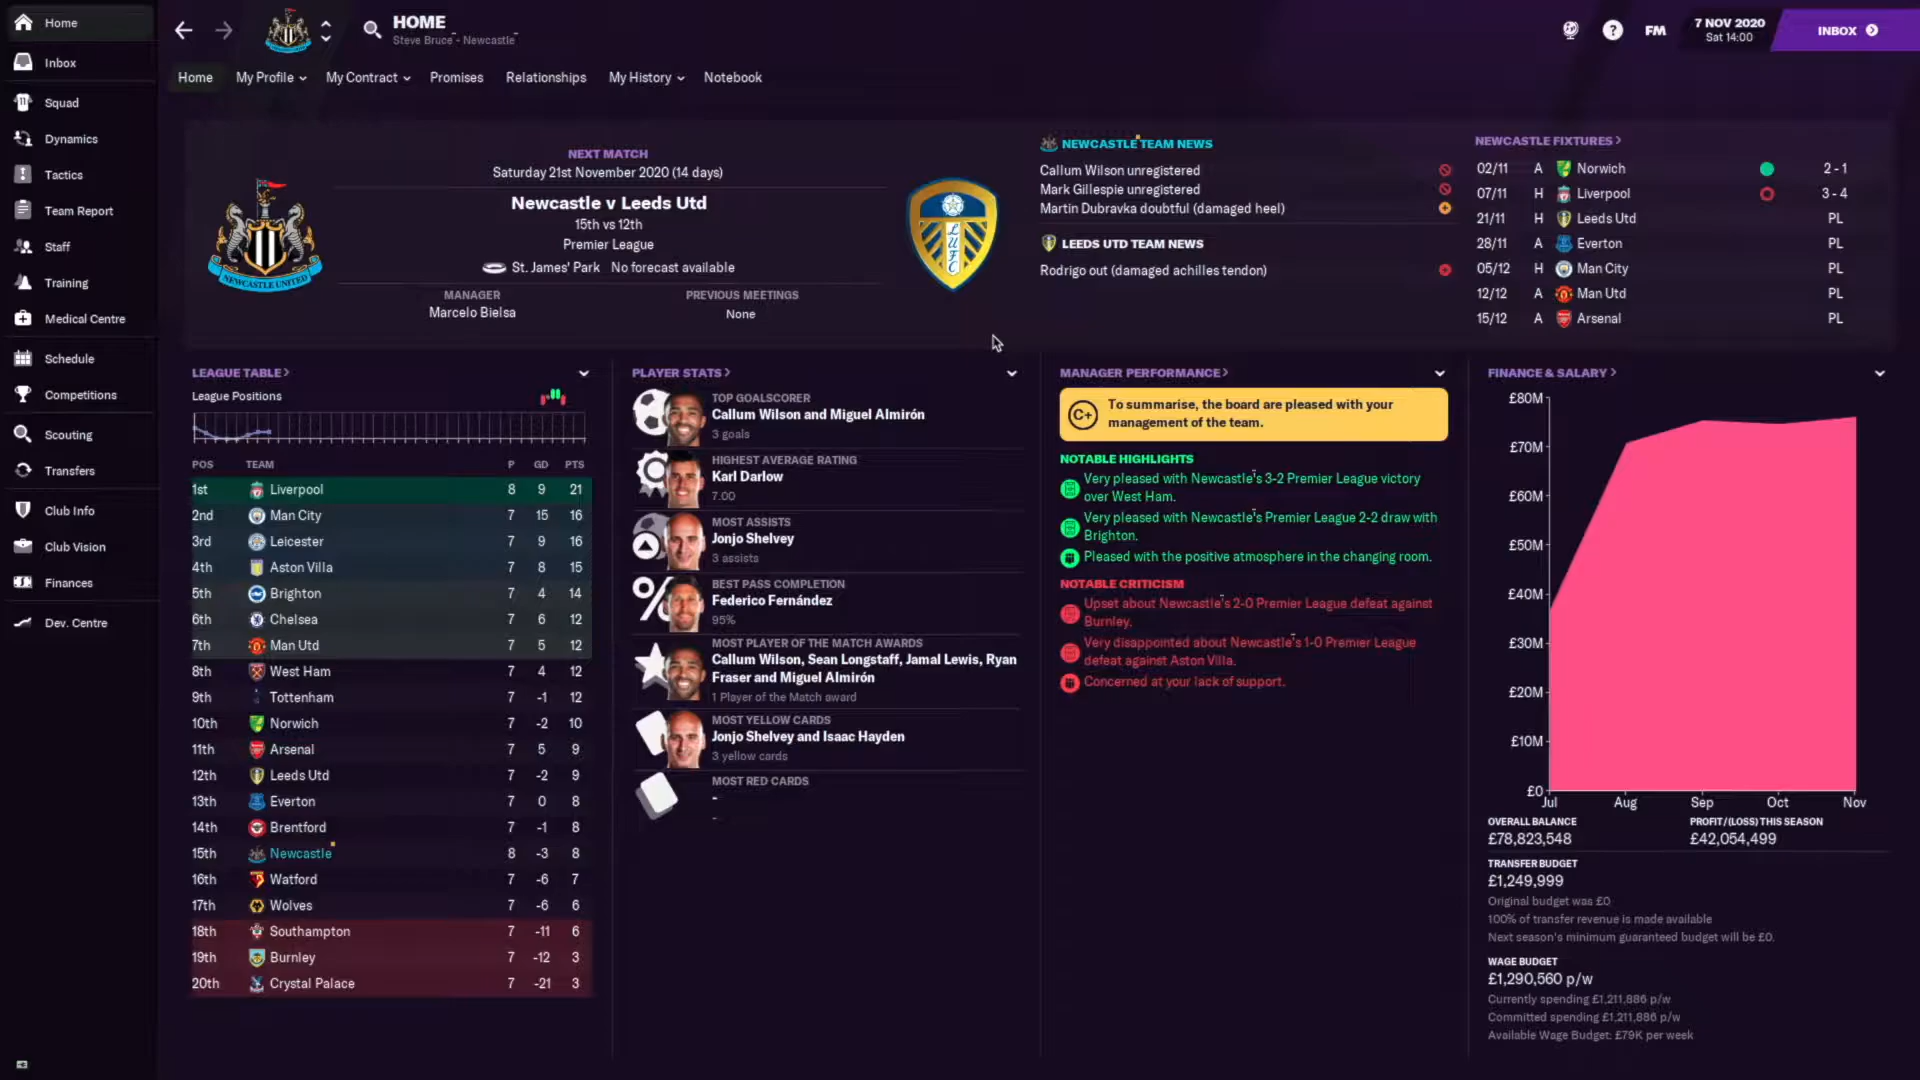 Home
Inbox
Squad
Dynamics
Tactics
Team Report
Staff
Training
Medical Centre
Schedule
Competitions
Scouting
Transfers
Club Info
Club Vision
Finances
Dev. Centre
HOME
Steve Bruce - Newcastle
FM
7 NOV 2020
Sat 14:00
INBOX
Home
My Profile
My Contract
Promises
Relationships
My History
Notebook
NEXT MATCH
Saturday 21st November 2020 (14 days)
Newcastle v Leeds Utd
15th vs 12th
Premier League
St. James' Park No forecast available
MANAGER
Marcelo Bielsa
PREVIOUS MEETINGS
None
NEWCASTLE UNITED
LUFC
NEWCASTLE TEAM NEWS
Callum Wilson unregistered
Mark Gillespie unregistered
Martin Dubravka doubtful (damaged heel)
LEEDS UTD TEAM NEWS
Rodrigo out (damaged achilles tendon)
NEWCASTLE FIXTURES >
02/11 A Norwich 2 - 1
07/11 H Liverpool 3 - 4
21/11 H Leeds Utd PL
28/11 A Everton PL
05/12 H Man City PL
12/12 A Man Utd PL
15/12 A Arsenal PL
LEAGUE TABLE >
League Positions
POS TEAM P GD PTS
1st Liverpool 8 9 21
2nd Man City 7 15 16
3rd Leicester 7 9 16
4th Aston Villa 7 8 15
5th Brighton 7 4 14
6th Chelsea 7 6 12
7th Man Utd 7 5 12
8th West Ham 7 4 12
9th Tottenham 7 -1 12
10th Norwich 7 -2 10
11th Arsenal 7 5 9
12th Leeds Utd 7 -2 9
13th Everton 7 0 8
14th Brentford 7 -1 8
15th Newcastle 8 -3 8
16th Watford 7 -6 7
17th Wolves 7 -6 6
18th Southampton 7 -11 6
19th Burnley 7 -12 3
20th Crystal Palace 7 -21 3
PLAYER STATS >
TOP GOALSCORER
Callum Wilson and Miguel Almirón
3 goals
HIGHEST AVERAGE RATING
Karl Darlow
7.00
MOST ASSISTS
Jonjo Shelvey
3 assists
BEST PASS COMPLETION
Federico Fernández
95%
MOST PLAYER OF THE MATCH AWARDS
Callum Wilson, Sean Longstaff, Jamal Lewis, Ryan
Fraser and Miguel Almirón
1 Player of the Match award
MOST YELLOW CARDS
Jonjo Shelvey and Isaac Hayden
3 yellow cards
MOST RED CARDS
-
-
MANAGER PERFORMANCE >
C+
To summarise, the board are pleased with your
management of the team.
NOTABLE HIGHLIGHTS
Very pleased with Newcastle's 3-2 Premier League victory
over West Ham.
Very pleased with Newcastle's Premier League 2-2 draw with
Brighton.
Pleased with the positive atmosphere in the changing room.
NOTABLE CRITICISM
Upset about Newcastle's 2-0 Premier League defeat against
Burnley.
Very disappointed about Newcastle's 1-0 Premier League
defeat against Aston Villa.
Concerned at your lack of support.
FINANCE & SALARY >
£80M
£70M
£60M
£50M
£40M
£30M
£20M
£10M
£0
Jul Aug Sep Oct Nov
OVERALL BALANCE
£78,823,548
PROFIT/(LOSS) THIS SEASON
£42,054,499
TRANSFER BUDGET
£1,249,999
Original budget was £0
100% of transfer revenue is made available
Next season's minimum guaranteed budget will be £0.
WAGE BUDGET
£1,290,560 p/w
Currently spending £1,211,886 p/w
Committed spending £1,211,886 p/w
Available Wage Budget: £79K per week